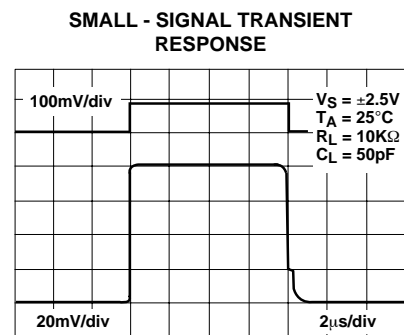 SMALL - SIGNAL TRANSIENT
RESPONSE
100mV/div
VS = ±2.5V
TA = 25°C
RL = 10KΩ
CL = 50pF
20mV/div
2µs/div